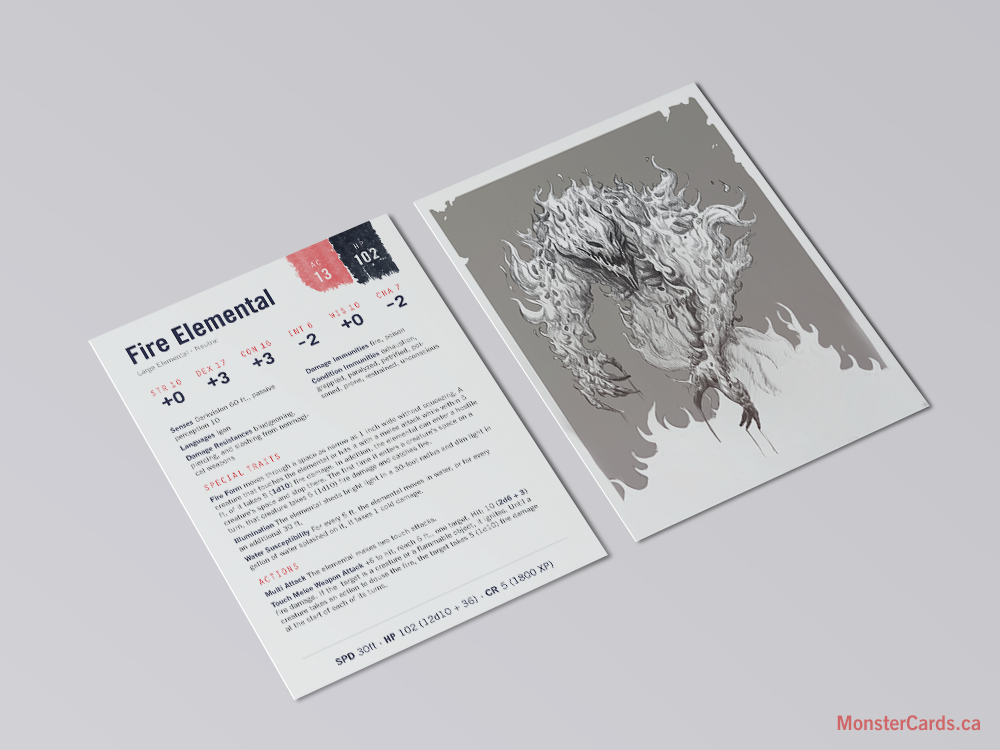 AC
13
HP
102
Fire Elemental
Large Elemental · Neutral
STR 10
+0
DEX 17
+3
CON 16
+3
INT 6
-2
WIS 10
+0
CHA 7
-2
Senses Darkvision 60 ft., passive
perception 10
Languages Ignan
Damage Resistances bludgeoning,
piercing, and slashing from nonmagi-
cal weapons
Damage Immunities fire, poison
Condition Immunities exhaustion,
grappled, paralyzed, petrified, poi-
soned, prone, restrained, unconscious
SPECIAL TRAITS
Fire Form moves through a space as narrow as 1 inch wide without squeezing. A
creature that touches the elemental or hits it with a melee attack while within 5
ft. of it takes 5 (1d10) fire damage. In addition, the elemental can enter a hostile
creature's space and stop there. The first time it enters a creature's space on a
turn, that creature takes 5 (1d10) fire damage and catches fire.
Illumination The elemental sheds bright light in a 30-foot radius and dim light in
an additional 30 ft.
Water Susceptibility For every 5 ft. the elemental moves in water, or for every
gallon of water splashed on it, it takes 1 cold damage.
ACTIONS
Multi Attack The elemental makes two touch attacks.
Touch Melee Weapon Attack +6 to hit, reach 5 ft., one target. Hit: 10 (2d6 + 3)
fire damage. If the target is a creature or a flammable object, it ignites. Until a
creature takes an action to douse the fire, the target takes 5 (1d10) fire damage
at the start of each of its turns.
SPD 30ft · HP 102 (12d10 + 36) · CR 5 (1800 XP)
MonsterCards.ca